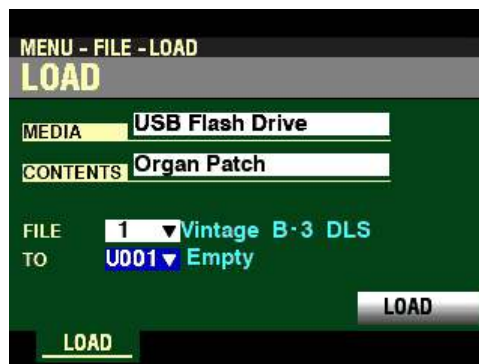 MENU - FILE - LOAD
LOAD
MEDIA USB Flash Drive
CONTENTS Organ Patch
FILE 1 ▼ Vintage B·3 DLS
TO U001 ▼ Empty
LOAD
LOAD